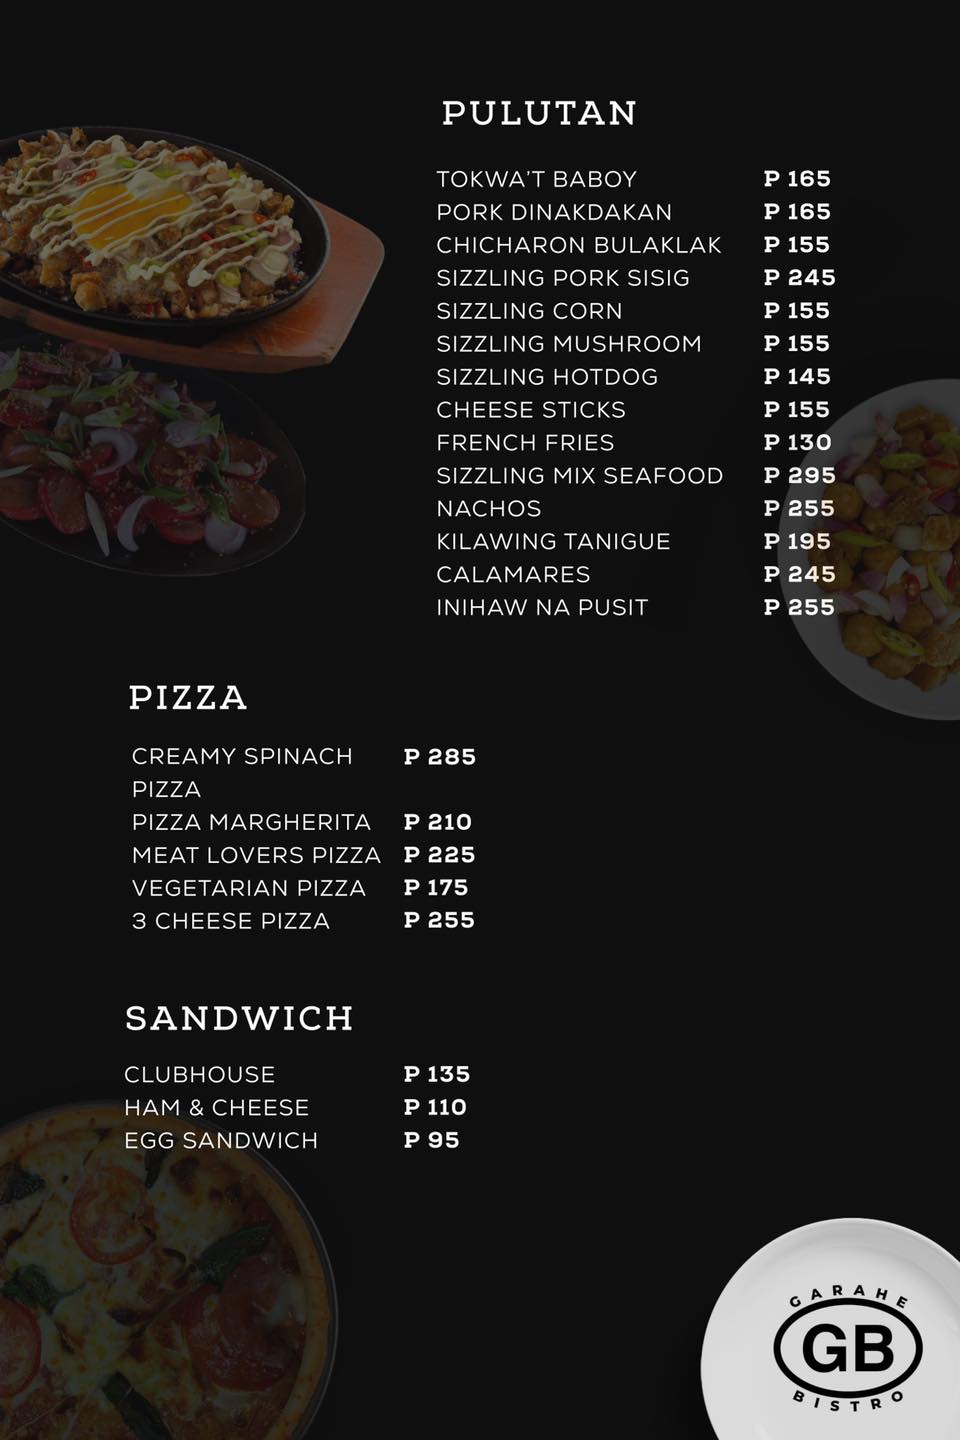 PULUTAN
TOKWA'T BABOY P 165
PORK DINAKDAKAN P 165
CHICHARON BULAKLAK P 155
SIZZLING PORK SISIG P 245
SIZZLING CORN P 155
SIZZLING MUSHROOM P 155
SIZZLING HOTDOG P 145
CHEESE STICKS P 155
FRENCH FRIES P 130
SIZZLING MIX SEAFOOD P 295
NACHOS P 255
KILAWING TANIGUE P 195
CALAMARES P 245
INIHAW NA PUSIT P 255
PIZZA
CREAMY SPINACH P 285
PIZZA
PIZZA MARGHERITA P 210
MEAT LOVERS PIZZA P 225
VEGETARIAN PIZZA P 175
3 CHEESE PIZZA P 255
SANDWICH
CLUBHOUSE P 135
HAM & CHEESE P 110
EGG SANDWICH P 95
GARAHE
GB
BISTRO